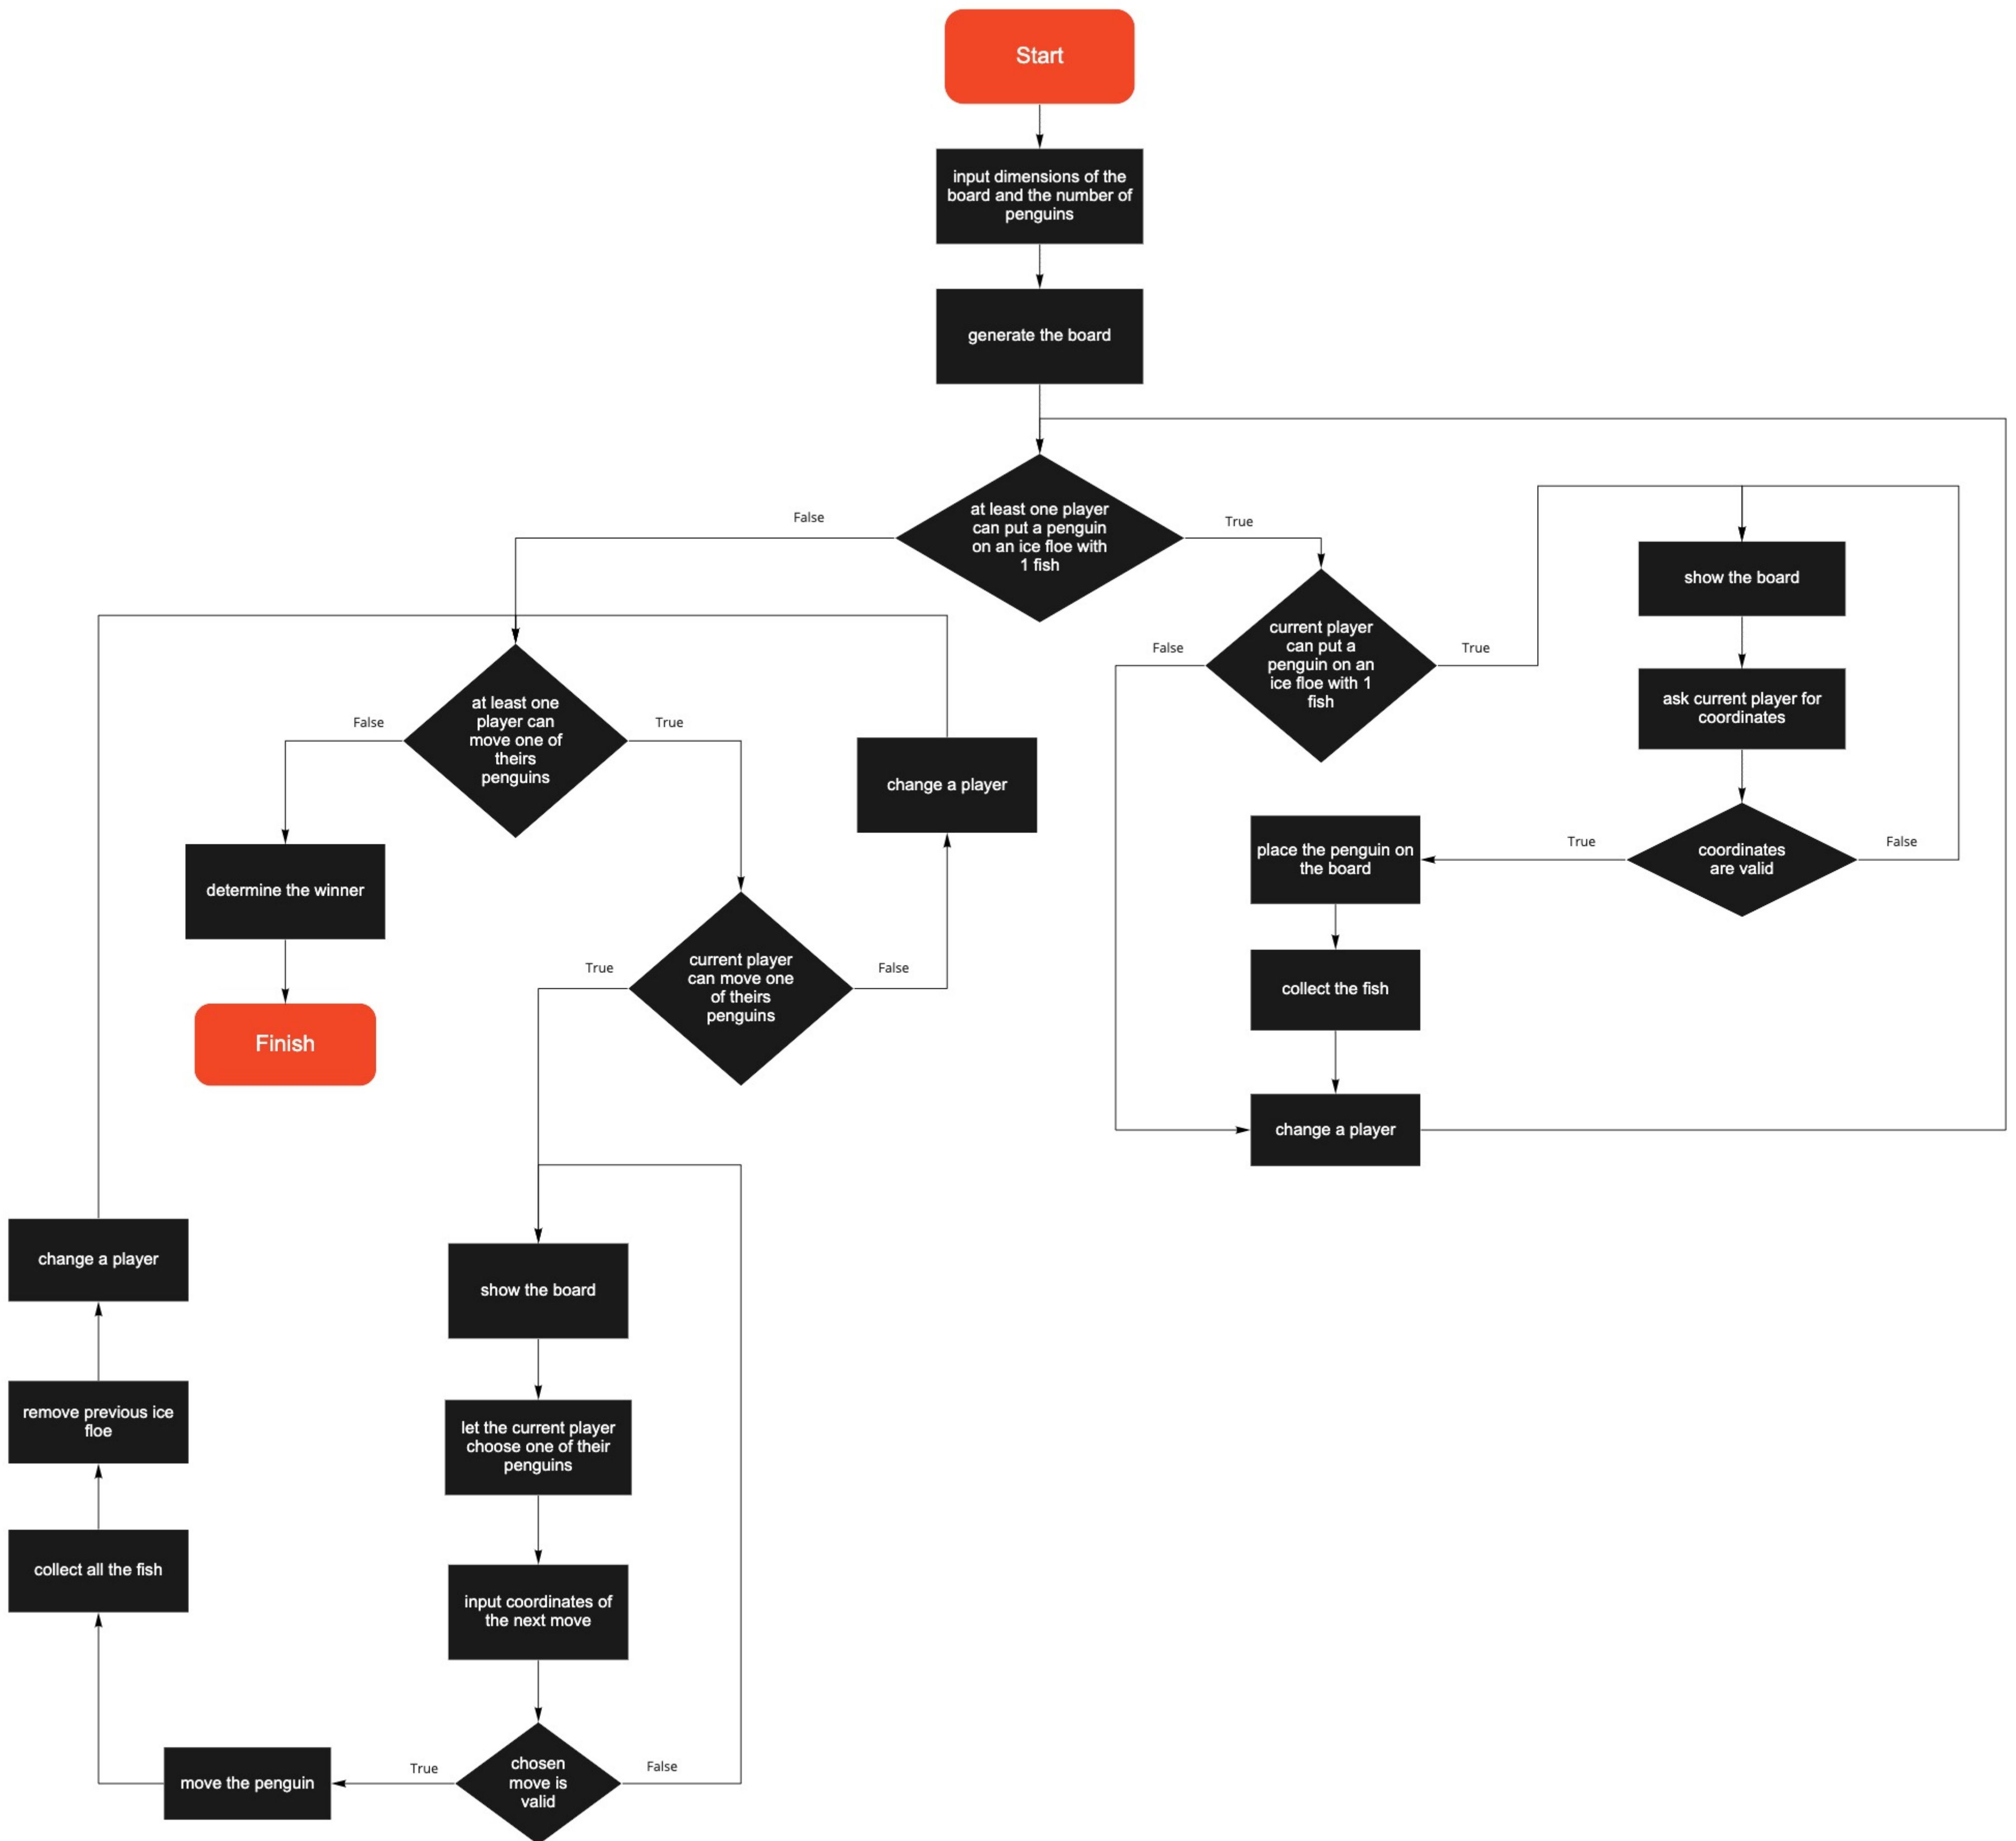 Start
input dimensions of the
board and the number of
penguins
generate the board
at least one player
can put a penguin
on an ice floe with
1 fish
False
True
current player
can put a
penguin on an
ice floe with 1
fish
False
True
show the board
ask current player for
coordinates
coordinates
are valid
True
False
place the penguin on
the board
collect the fish
change a player
at least one
player can
move one of
theirs
penguins
False
True
determine the winner
Finish
current player
can move one
of theirs
penguins
True
False
change a player
show the board
let the current player
choose one of their
penguins
input coordinates of
the next move
chosen
move is
valid
True
False
move the penguin
collect all the fish
remove previous ice
floe
change a player